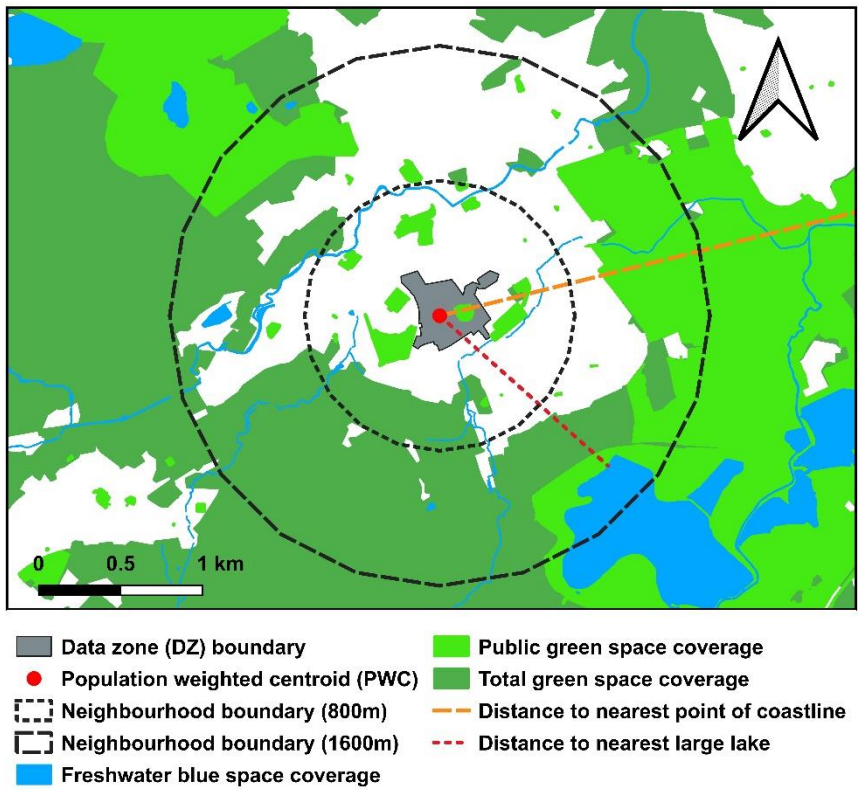 0 0.5 1 km
Data zone (DZ) boundary
Population weighted centroid (PWC)
Neighbourhood boundary (800m)
Neighbourhood boundary (1600m)
Freshwater blue space coverage
Public green space coverage
Total green space coverage
Distance to nearest point of coastline
Distance to nearest large lake